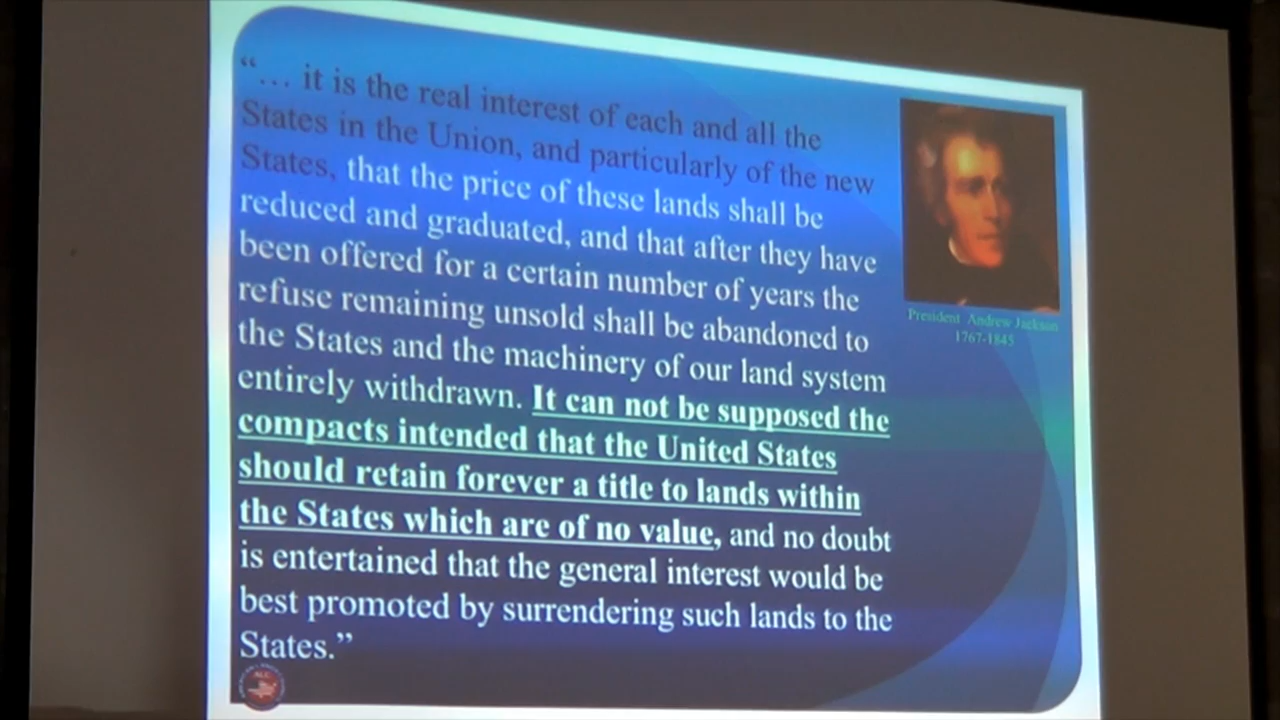 “… it is the real interest of each and all the
States in the Union, and particularly of the new
States, that the price of these lands shall be
reduced and graduated, and that after they have
been offered for a certain number of years the
refuse remaining unsold shall be abandoned to
the States and the machinery of our land system
entirely withdrawn. It can not be supposed the
compacts intended that the United States
should retain forever a title to lands within
the States which are of no value, and no doubt
is entertained that the general interest would be
best promoted by surrendering such lands to the
States.”
President Andrew Jackson
1767-1845